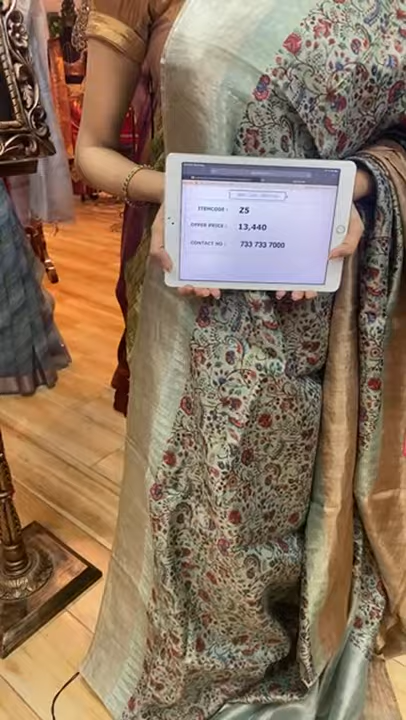 ITEMCODE : Z5
OFFER PRICE : 13,440
CONTACT NO : 733 733 7000